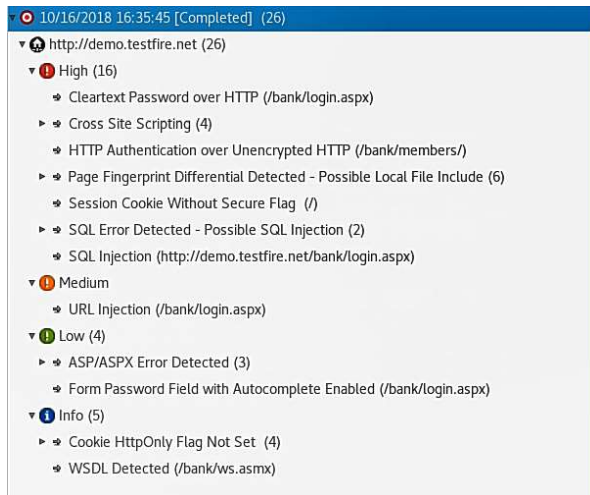 10/16/2018 16:35:45 [Completed] (26)
http://demo.testfire.net (26)
High (16)
Cleartext Password over HTTP (/bank/login.aspx)
Cross Site Scripting (4)
HTTP Authentication over Unencrypted HTTP (/bank/members/)
Page Fingerprint Differential Detected - Possible Local File Include (6)
Session Cookie Without Secure Flag (/)
SQL Error Detected - Possible SQL Injection (2)
SQL Injection (http://demo.testfire.net/bank/login.aspx)
Medium
URL Injection (/bank/login.aspx)
Low (4)
ASP/ASPX Error Detected (3)
Form Password Field with Autocomplete Enabled (/bank/login.aspx)
Info (5)
Cookie HttpOnly Flag Not Set (4)
WSDL Detected (/bank/ws.asmx)